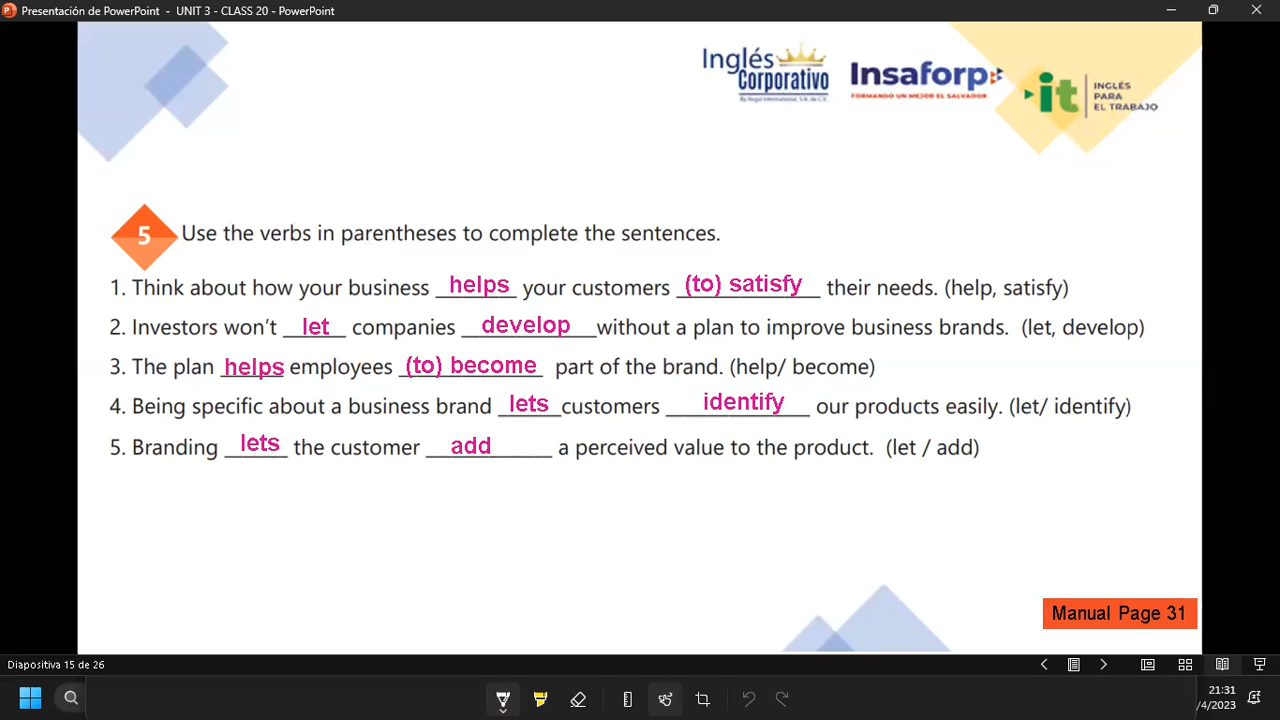 Presentación de PowerPoint - UNIT 3 - CLASS 20 - PowerPoint
Inglés
Corporativo
By Regal International, S.A. de C.V.
Insaforp
FORMANDO UN MEJOR EL SALVADOR
it
INGLÉS
PARA
EL TRABAJO
5 Use the verbs in parentheses to complete the sentences.
1. Think about how your business helps your customers (to) satisfy their needs. (help, satisfy)
2. Investors won’t let companies develop without a plan to improve business brands. (let, develop)
3. The plan helps employees (to) become part of the brand. (help/ become)
4. Being specific about a business brand lets customers identify our products easily. (let/ identify)
5. Branding lets the customer add a perceived value to the product. (let / add)
Manual Page 31
Diapositiva 15 de 26
21:31
/4/2023